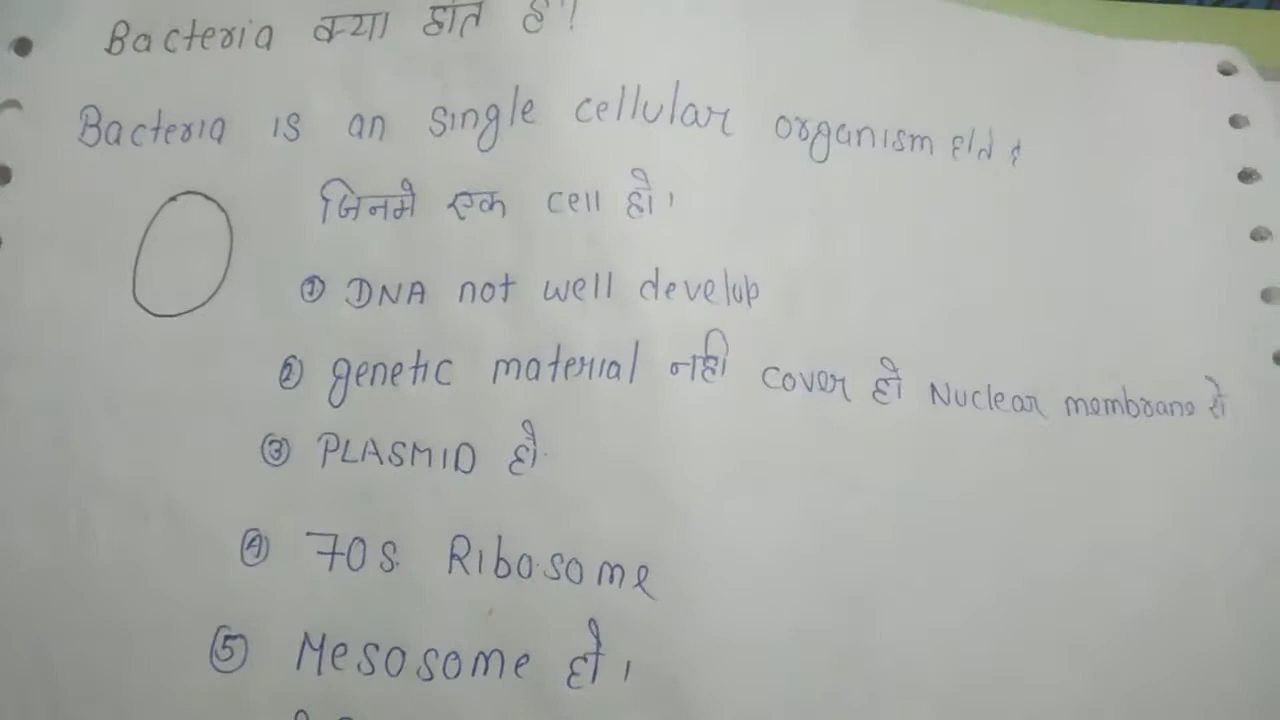 Bacteria क्या होते है?
Bacteria is an single cellular organism होते है
जिनमे एक cell हो।
① DNA not well develop
② genetic material नही cover हो Nuclear membrane से
③ PLASMID हो
④ 70s Ribosome
⑤ Mesosome हो।